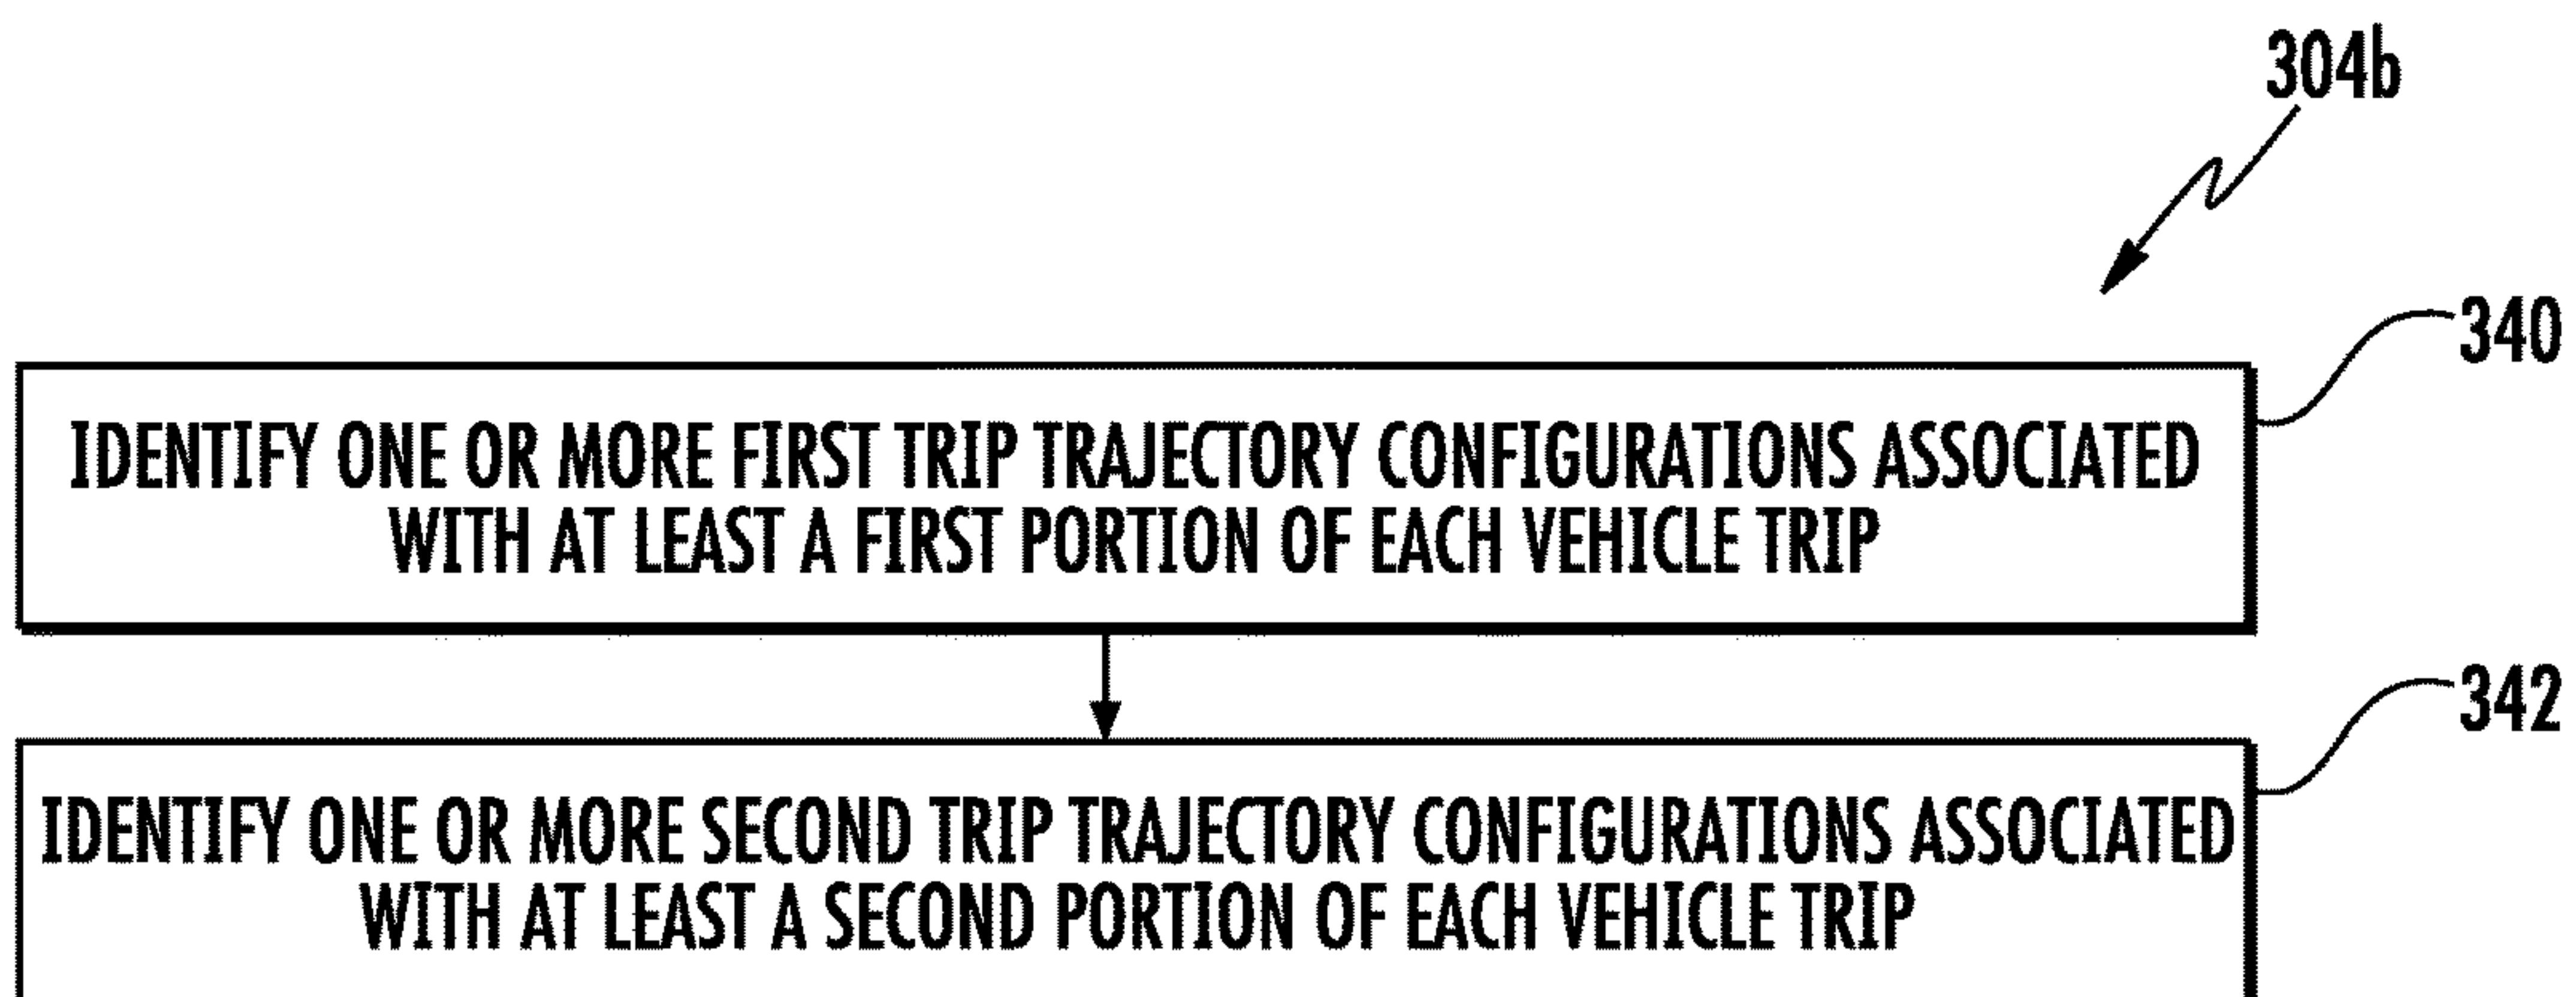 304b
340
IDENTIFY ONE OR MORE FIRST TRIP TRAJECTORY CONFIGURATIONS ASSOCIATED
WITH AT LEAST A FIRST PORTION OF EACH VEHICLE TRIP
342
IDENTIFY ONE OR MORE SECOND TRIP TRAJECTORY CONFIGURATIONS ASSOCIATED
WITH AT LEAST A SECOND PORTION OF EACH VEHICLE TRIP